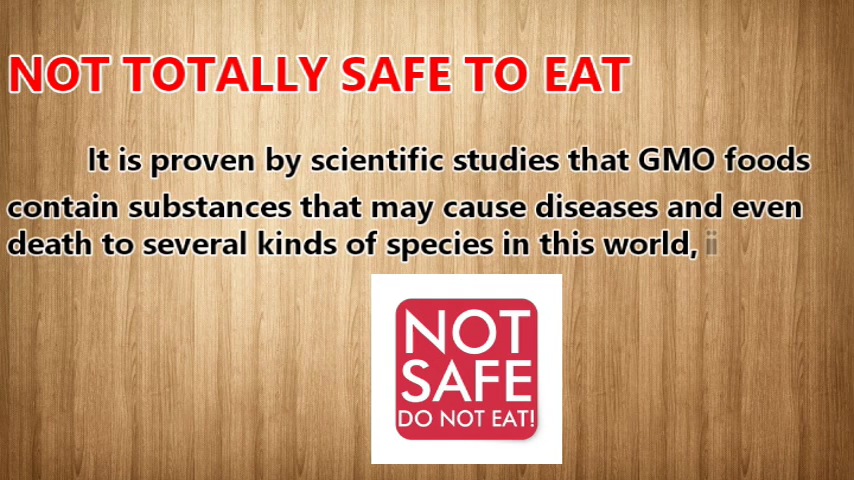 NOT TOTALLY SAFE TO EAT
It is proven by scientific studies that GMO foods
contain substances that may cause diseases and even
death to several kinds of species in this world,
NOT
SAFE
DO NOT EAT!